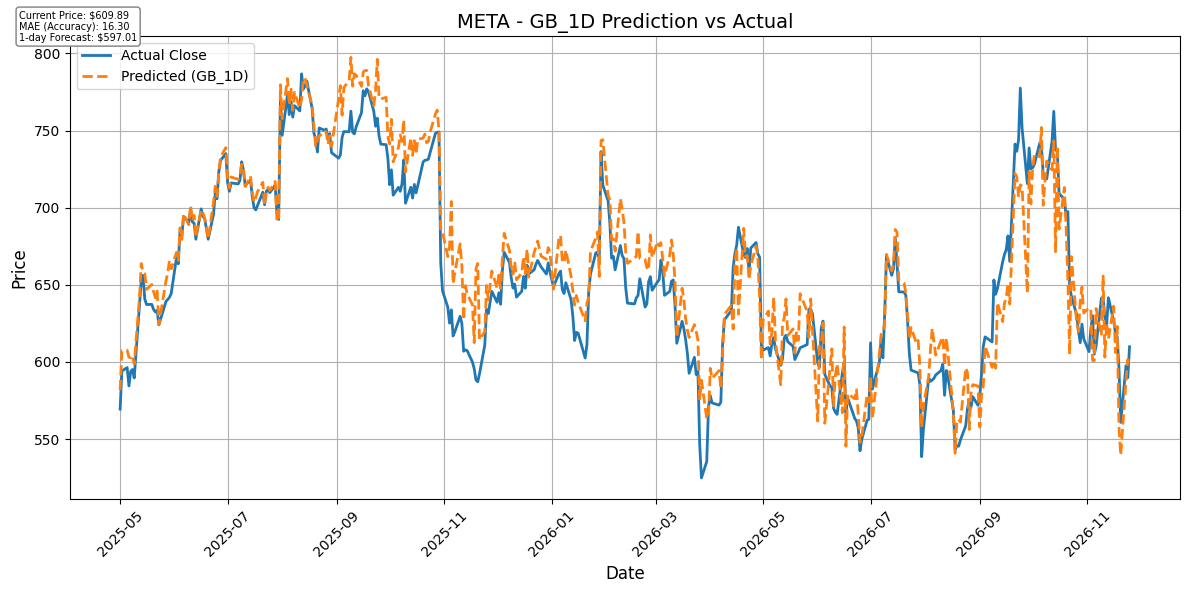 META - GB_1D Prediction vs Actual
Current Price: $609.89
MAE (Accuracy): 16.30
1-day Forecast: $597.01
Actual Close
Predicted (GB_1D)
Price
800
750
700
650
600
550
2025-05
2025-07
2025-09
2025-11
2026-01
2026-03
2026-05
2026-07
2026-09
2026-11
Date